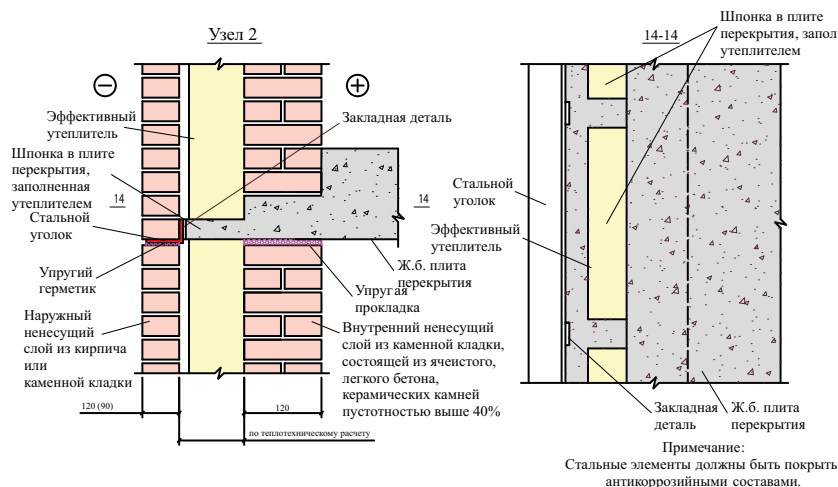 Узел 2
Эффективный
утеплитель
Шпонка в плите
перекрытия,
заполненная
утеплителем
14
Стальной
уголок
Упругий
герметик
Наружный
ненесущий
слой из кирпича
или
каменной кладки
120 (90)
по теплотехническому расчету
120
Закладная деталь
14
Ж.б. плита
перекрытия
Упругая
прокладка
Внутренний ненесущий
слой из каменной кладки,
состоящей из ячеистого,
легкого бетона,
керамических камней
пустотностью выше 40%
14-14
Шпонка в плите
перекрытия, запол
утеплителем
Стальной
уголок
Эффективный
утеплитель
Закладная
деталь
Ж.б. плита
перекрытия
Примечание:
Стальные элементы должны быть покрыть
антикоррозийными составами.